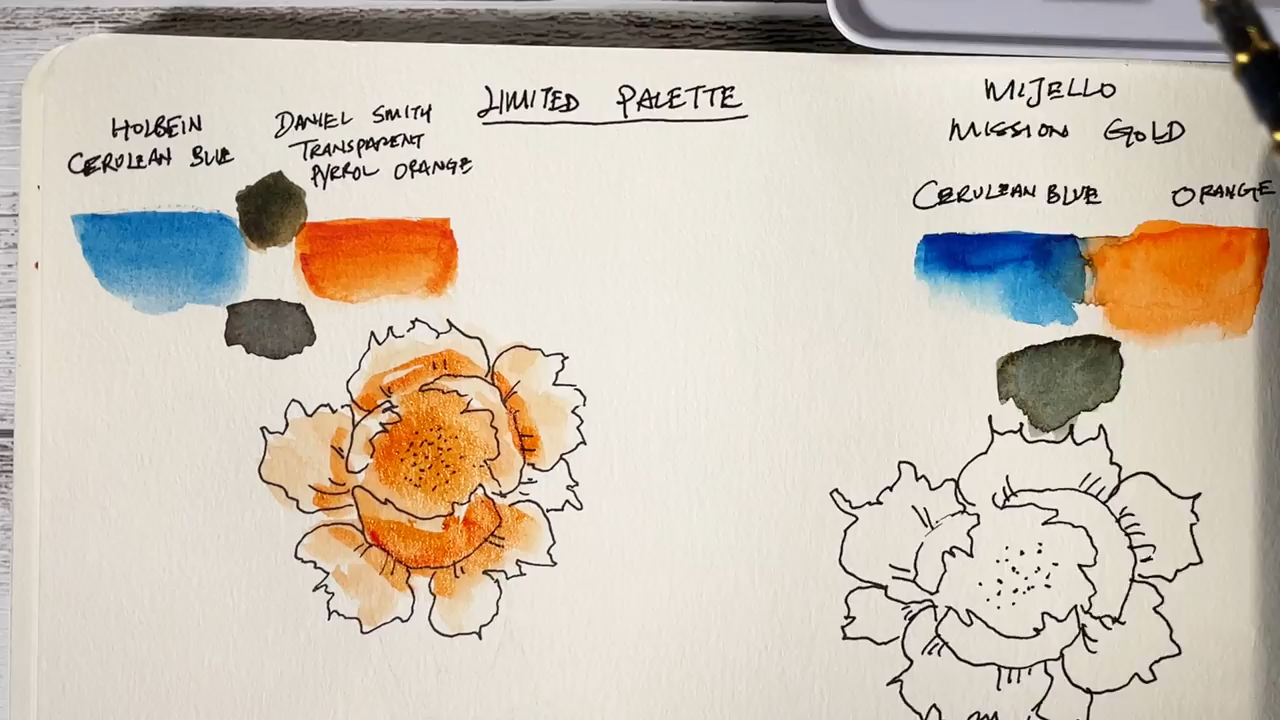 LIMITED PALETTE
HOLBEIN
CERULEAN BLUE
DANIEL SMITH
TRANSPARENT
PYRROL ORANGE
MIJELLO
MISSION GOLD
CERULEAN BLUE
ORANGE